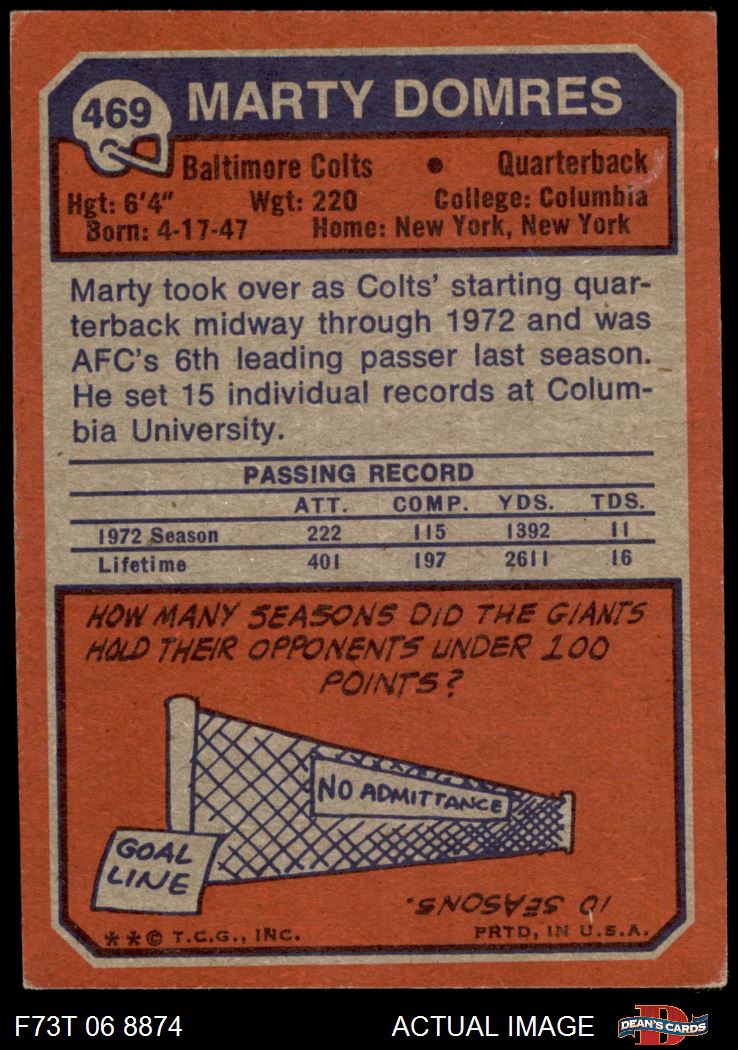 469
MARTY DOMRES
Baltimore Colts • Quarterback
Hgt: 6'4" Wgt: 220 College: Columbia
Born: 4-17-47 Home: New York, New York
Marty took over as Colts' starting quar-
terback midway through 1972 and was
AFC's 6th leading passer last season.
He set 15 individual records at Colum-
bia University.
PASSING RECORD
ATT. COMP. YDS. TDS.
1972 Season 222 115 1392 11
Lifetime 401 197 2611 16
HOW MANY SEASONS DID THE GIANTS
HOLD THEIR OPPONENTS UNDER 100
POINTS?
NO ADMITTANCE
GOAL
LINE
10 SEASONS.
**© T.C.G., INC. PRTD, IN U.S.A.
F73T 06 8874 ACTUAL IMAGE
D
DEAN'S CARDS